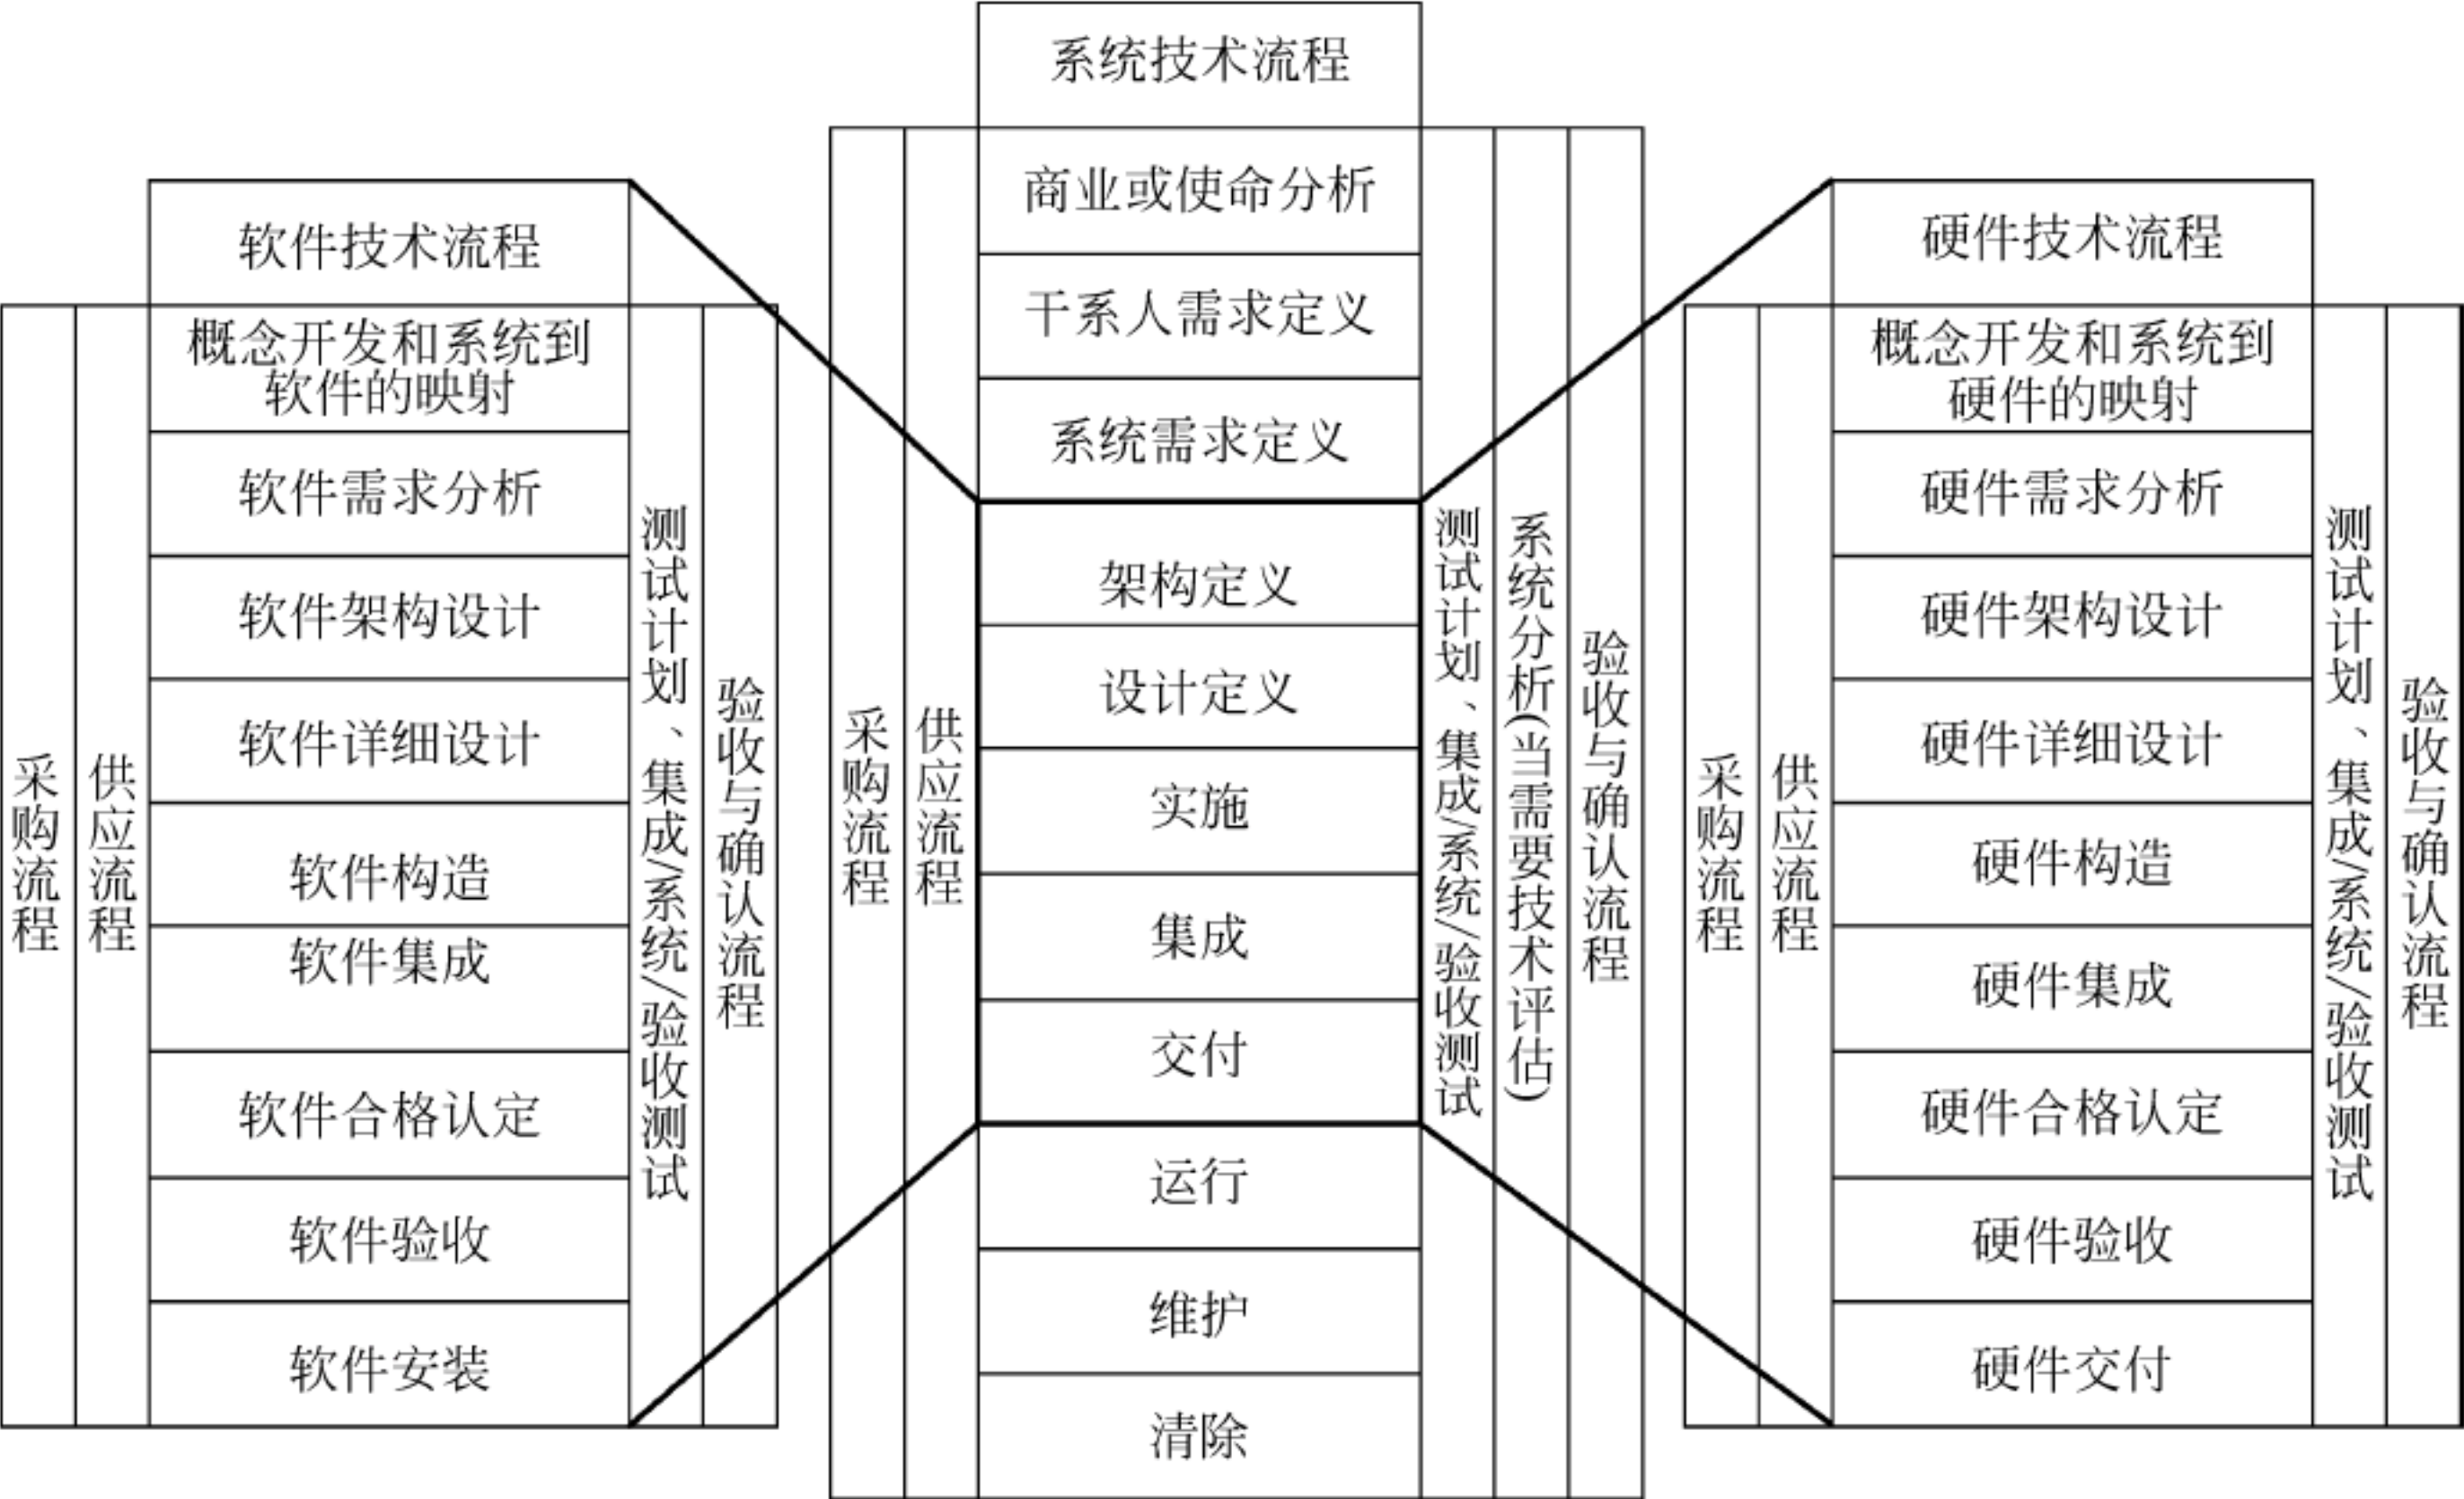 系统技术流程
商业或使命分析
干系人需求定义
系统需求定义
架构定义
设计定义
实施
集成
交付
运行
维护
清除
采购流程
供应流程
测试计划、集成/系统/验收测试
系统分析(当需要技术评估)
验收与确认流程
软件技术流程
概念开发和系统到
软件的映射
软件需求分析
软件架构设计
软件详细设计
软件构造
软件集成
软件合格认定
软件验收
软件安装
采购流程
供应流程
测试计划、集成/系统/验收测试
验收与确认流程
硬件技术流程
概念开发和系统到
硬件的映射
硬件需求分析
硬件架构设计
硬件详细设计
硬件构造
硬件集成
硬件合格认定
硬件验收
硬件交付
采购流程
供应流程
测试计划、集成/系统/验收测试
验收与确认流程